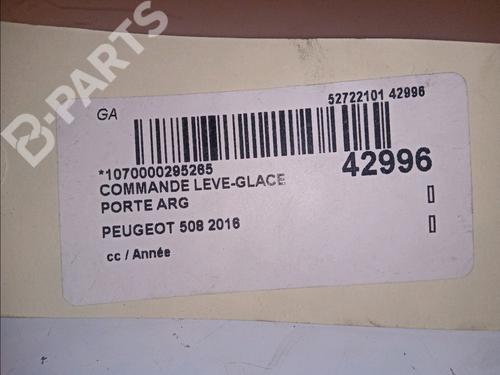 B-PARTS
GA
52722101 42996
*1070000295265
42996
COMMANDE LEVE-GLACE
PORTE ARG
PEUGEOT 508 2016
cc / Année